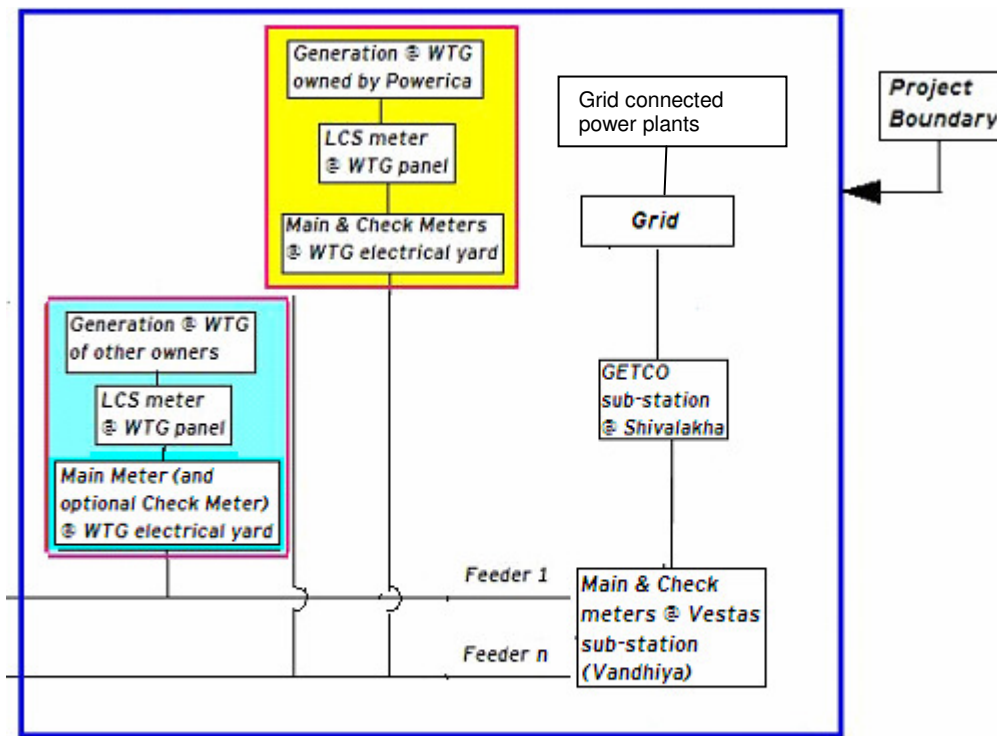 Generation @ WTG
owned by Powerica
LCS meter
@ WTG panel
Main & Check Meters
@ WTG electrical yard
Grid connected
power plants
Grid
Project
Boundary
Generation @ WTG
of other owners
LCS meter
@ WTG panel
Main Meter (and
optional Check Meter)
@ WTG electrical yard
GETCO
sub-station
@ Shivalakha
Feeder 1
Feeder n
Main & Check
meters @ Vestas
sub-station
(Vandhiya)